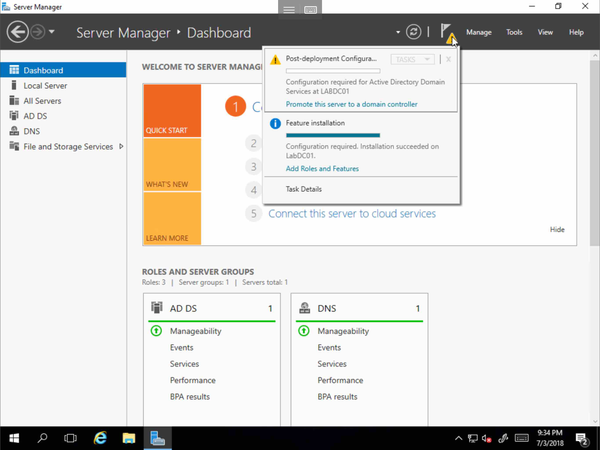 Server Manager
Server Manager • Dashboard
Manage Tools View Help
Dashboard
Local Server
All Servers
AD DS
DNS
File and Storage Services
WELCOME TO SERVER MANAG
QUICK START
WHAT'S NEW
LEARN MORE
1
2
3
4
5 Connect this server to cloud services
Hide
Post-deployment Configura...
TASKS
Configuration required for Active Directory Domain
Services at LABDC01
Promote this server to a domain controller
Feature installation
Configuration required. Installation succeeded on
LabDC01.
Add Roles and Features
Task Details
ROLES AND SERVER GROUPS
Roles: 3 | Server groups: 1 | Servers total: 1
AD DS 1
Manageability
Events
Services
Performance
BPA results
DNS 1
Manageability
Events
Services
Performance
BPA results
9:34 PM
7/3/2018
2